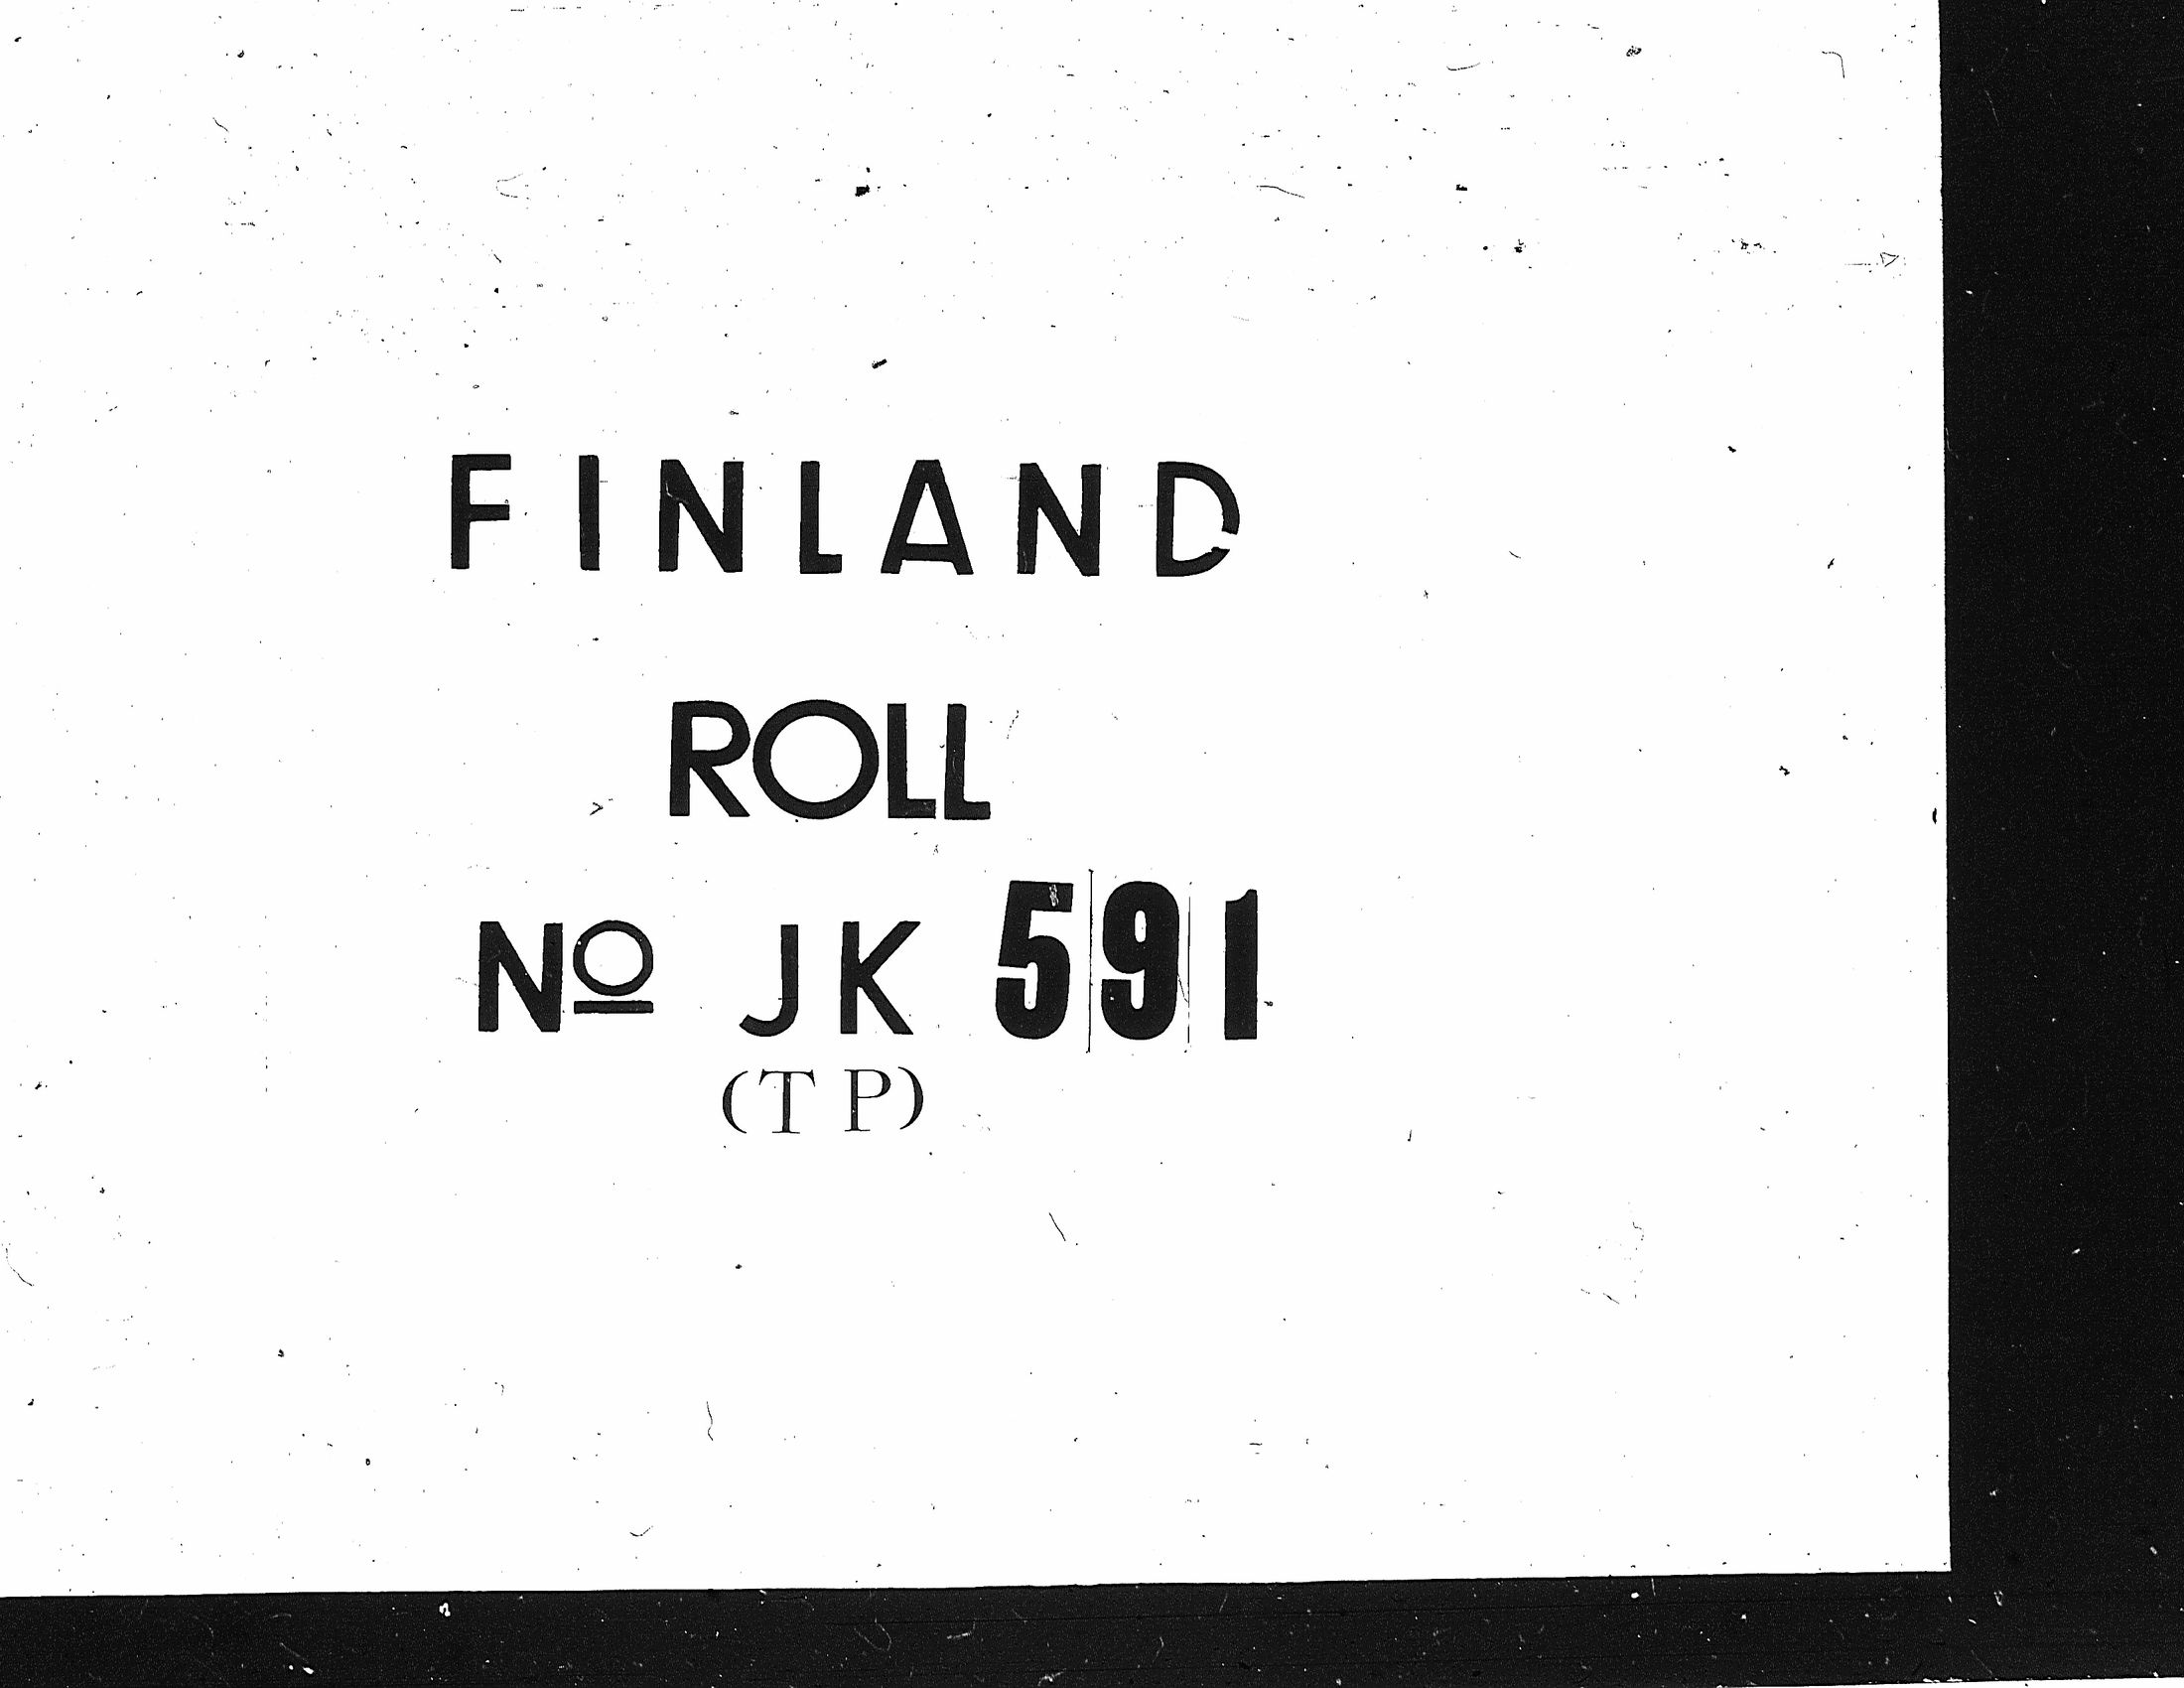 FINLAND
ROLL
Nº JK 591
(TP)